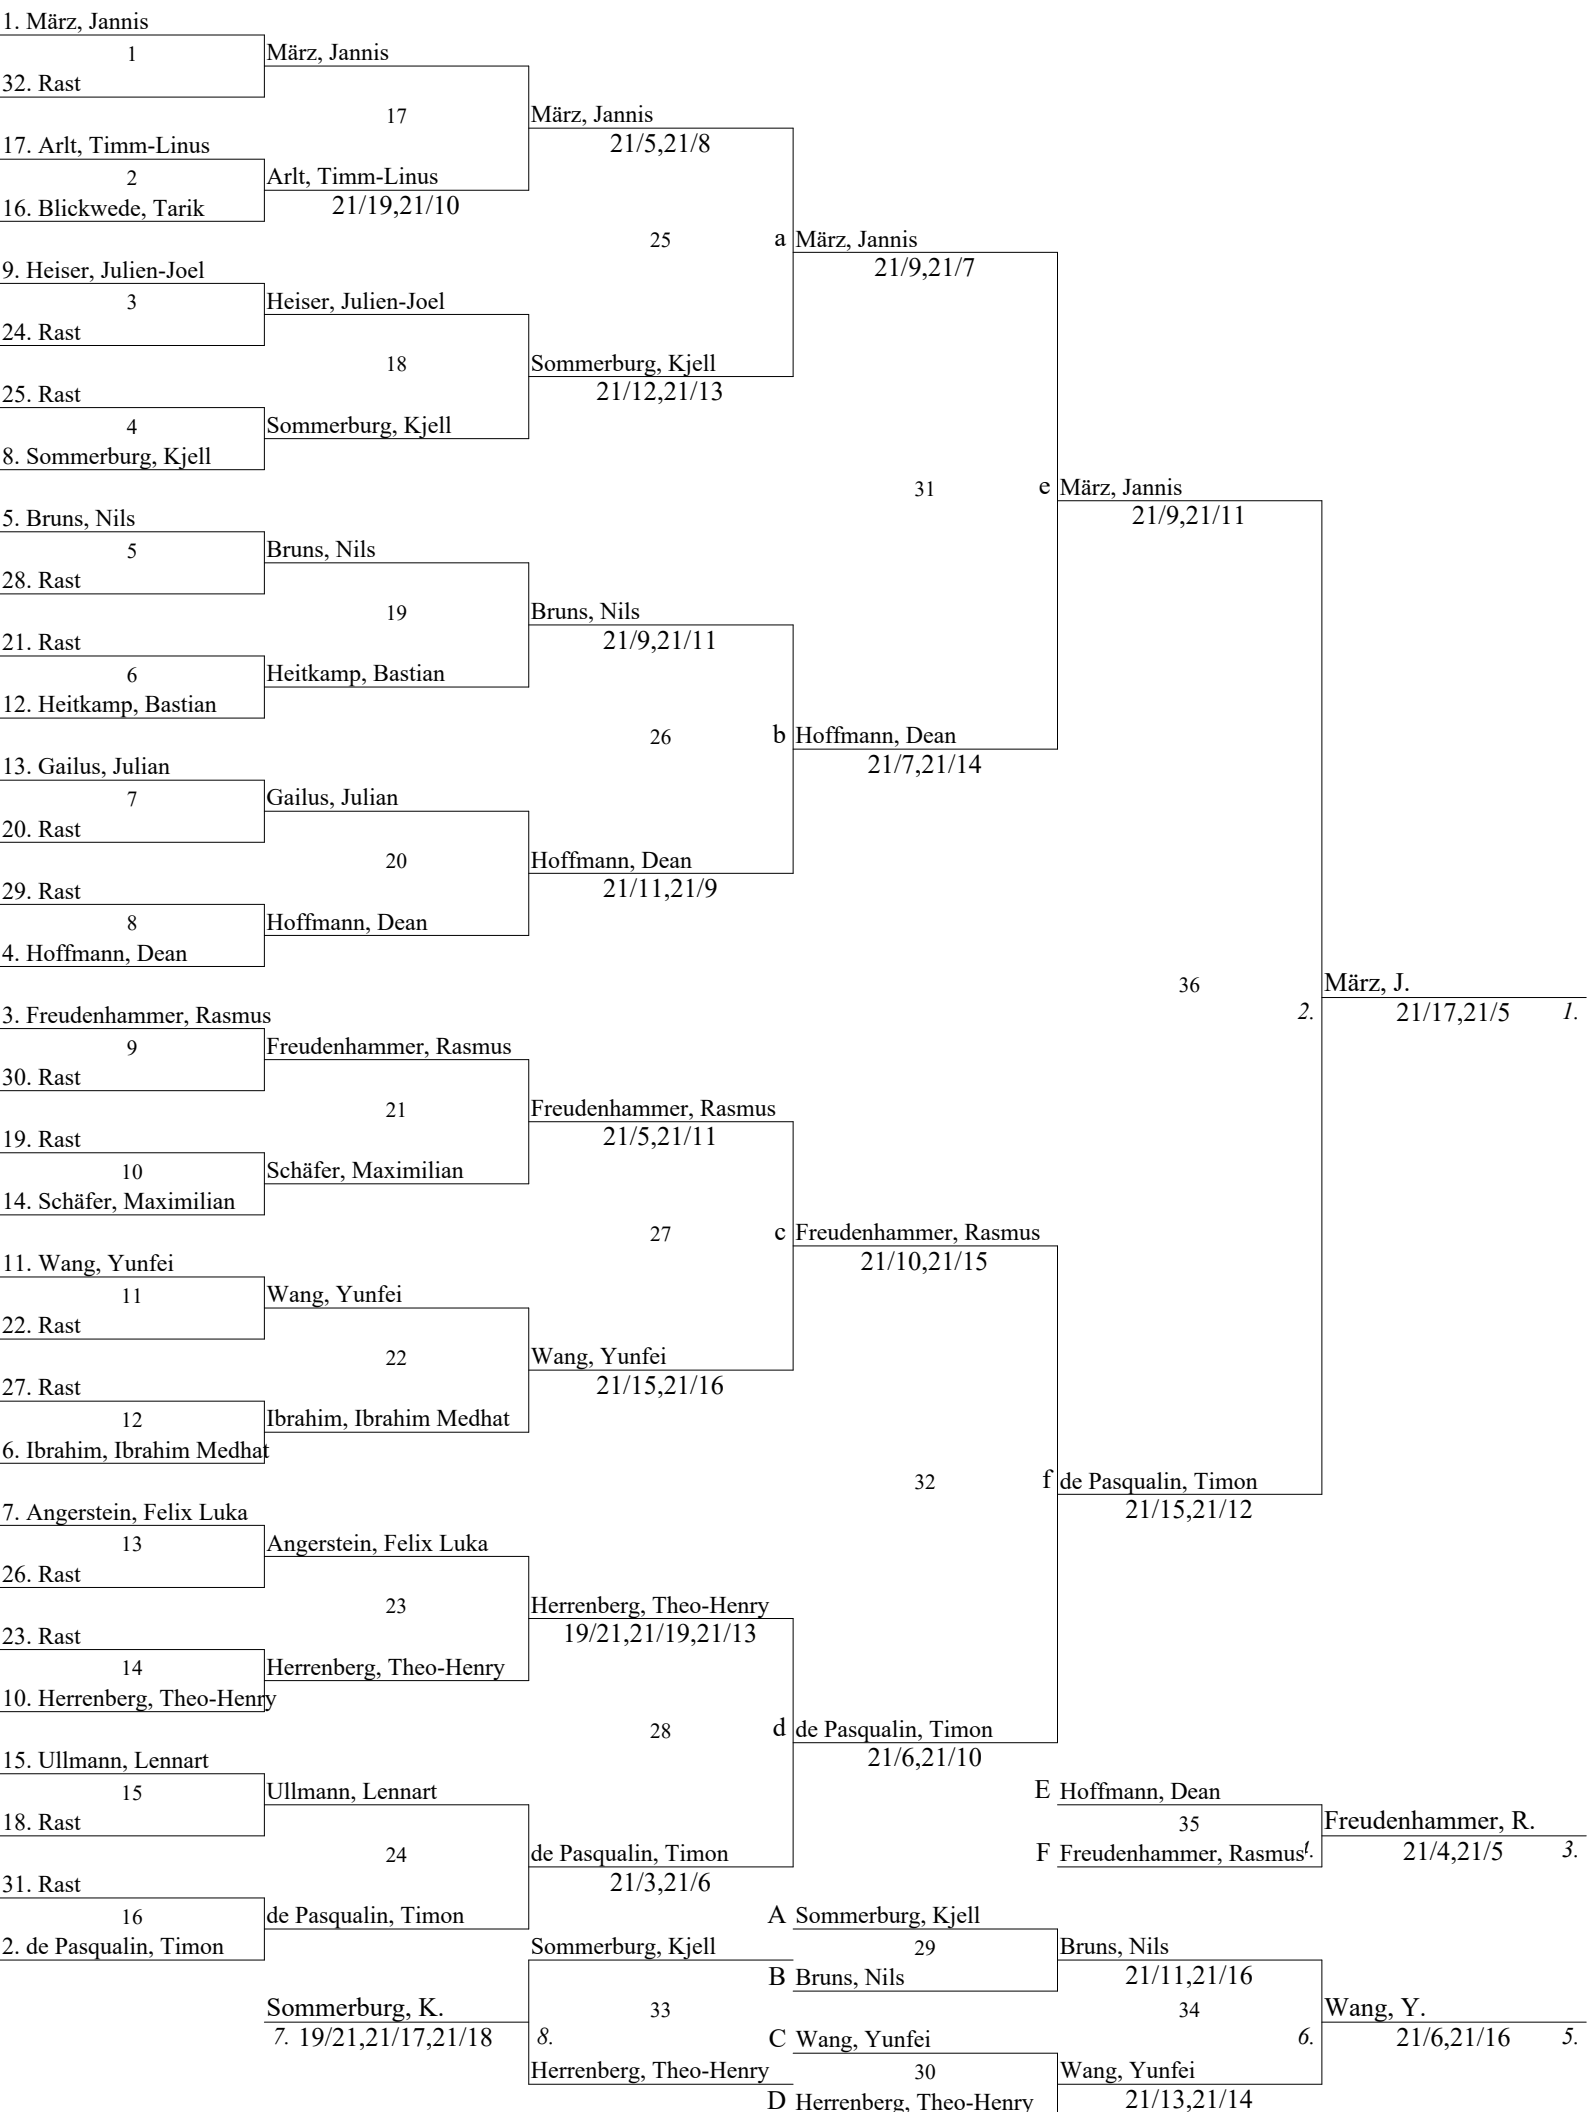 1. März, Jannis
1
März, Jannis
32. Rast
17
März, Jannis
21/5,21/8
17. Arlt, Timm-Linus
2
Arlt, Timm-Linus
16. Blickwede, Tarik
21/19,21/10
25
a März, Jannis
21/9,21/7
9. Heiser, Julien-Joel
3
Heiser, Julien-Joel
24. Rast
18
Sommerburg, Kjell
21/12,21/13
25. Rast
4
Sommerburg, Kjell
8. Sommerburg, Kjell
31
e März, Jannis
21/9,21/11
5. Bruns, Nils
5
Bruns, Nils
28. Rast
19
Bruns, Nils
21/9,21/11
21. Rast
6
Heitkamp, Bastian
12. Heitkamp, Bastian
26
b Hoffmann, Dean
21/7,21/14
13. Gailus, Julian
7
Gailus, Julian
20. Rast
20
Hoffmann, Dean
21/11,21/9
29. Rast
8
Hoffmann, Dean
4. Hoffmann, Dean
36
März, J.
2.
21/17,21/5
1.
3. Freudenhammer, Rasmus
9
Freudenhammer, Rasmus
30. Rast
21
Freudenhammer, Rasmus
21/5,21/11
19. Rast
10
Schäfer, Maximilian
14. Schäfer, Maximilian
27
c Freudenhammer, Rasmus
21/10,21/15
11. Wang, Yunfei
11
Wang, Yunfei
22. Rast
22
Wang, Yunfei
21/15,21/16
27. Rast
12
Ibrahim, Ibrahim Medhat
6. Ibrahim, Ibrahim Medhat
32
f de Pasqualin, Timon
21/15,21/12
7. Angerstein, Felix Luka
13
Angerstein, Felix Luka
26. Rast
23
Herrenberg, Theo-Henry
19/21,21/19,21/13
23. Rast
14
Herrenberg, Theo-Henry
10. Herrenberg, Theo-Henry
28
d de Pasqualin, Timon
21/6,21/10
15. Ullmann, Lennart
15
Ullmann, Lennart
18. Rast
24
de Pasqualin, Timon
21/3,21/6
31. Rast
16
de Pasqualin, Timon
2. de Pasqualin, Timon
E Hoffmann, Dean
35
Freudenhammer, R.
F Freudenhammer, Rasmus
21/4,21/5
3.
A Sommerburg, Kjell
29
Bruns, Nils
B Bruns, Nils
21/11,21/16
Sommerburg, Kjell
Sommerburg, K.
33
7. 19/21,21/17,21/18
8.
Herrenberg, Theo-Henry
34
Wang, Y.
C Wang, Yunfei
6.
21/6,21/16
5.
30
Wang, Yunfei
D Herrenberg, Theo-Henry
21/13,21/14